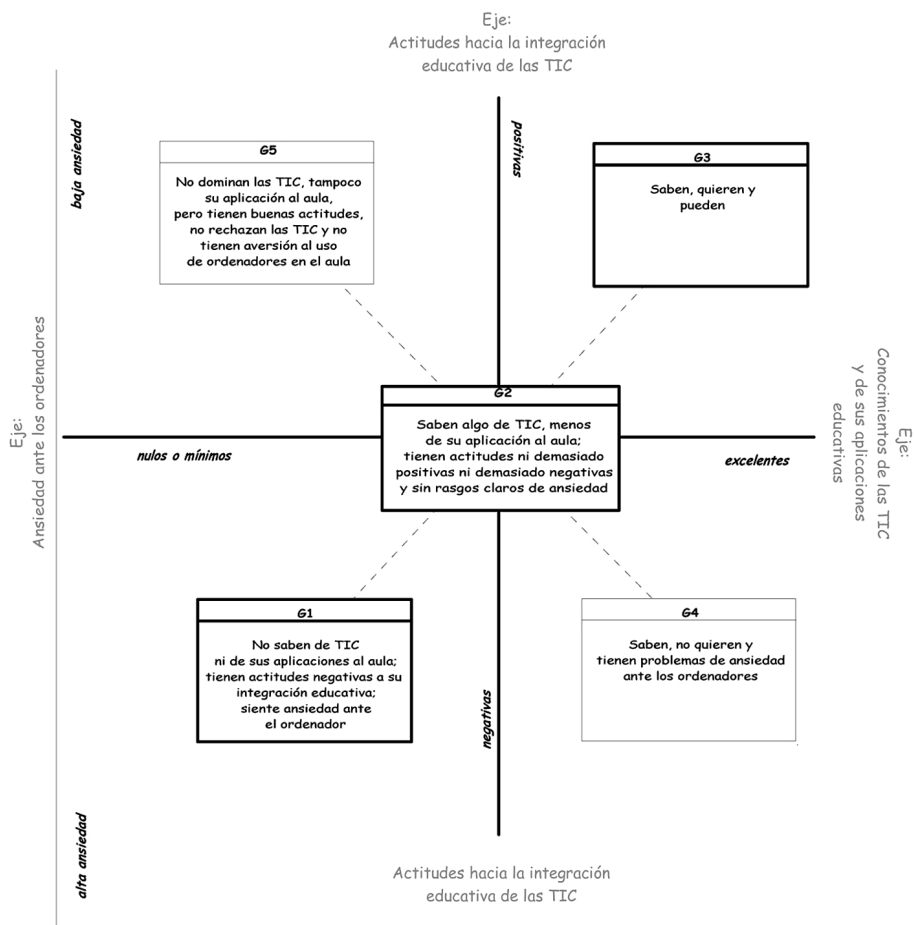 Eje:
Actitudes hacia la integración
educativa de las TIC
baja ansiedad
positivas
G5
No dominan las TIC, tampoco
su aplicación al aula,
pero tienen buenas actitudes,
no rechazan las TIC y no
tienen aversión al uso
de ordenadores en el aula
G3
Saben, quieren y
pueden
Eje:
Ansiedad ante los ordenadores
G2
Saben algo de TIC, menos
de su aplicación al aula;
tienen actitudes ni demasiado
positivas ni demasiado negativas
y sin rasgos claros de ansiedad
nulos o mínimos
excelentes
Eje:
Conocimientos de las TIC
y de sus aplicaciones
educativas
G1
No saben de TIC
ni de sus aplicaciones al aula;
tienen actitudes negativas a su
integración educativa;
siente ansiedad ante
el ordenador
G4
Saben, no quieren y
tienen problemas de ansiedad
ante los ordenadores
negativas
alta ansiedad
Actitudes hacia la integración
educativa de las TIC